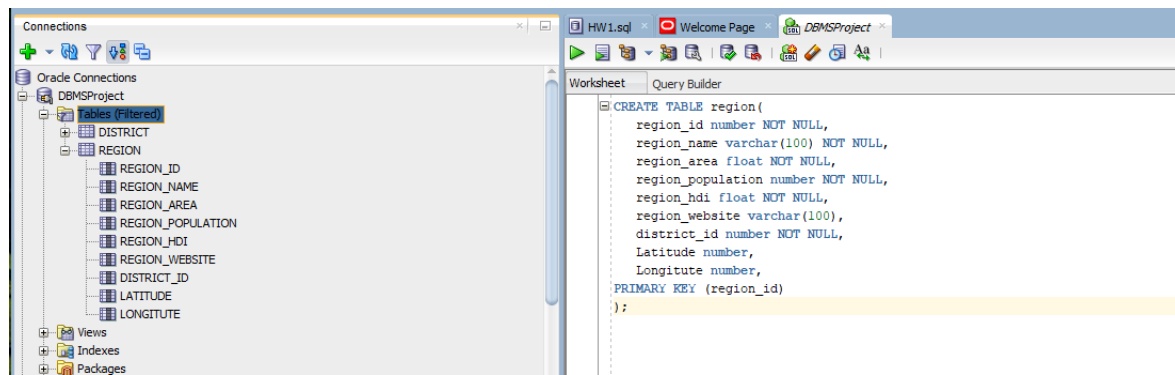 Connections
Oracle Connections
DBMSProject
Tables (Filtered)
DISTRICT
REGION
REGION_ID
REGION_NAME
REGION_AREA
REGION_POPULATION
REGION_HDI
REGION_WEBSITE
DISTRICT_ID
LATITUDE
LONGITUTE
Views
Indexes
Packages
HW1.sql Welcome Page DBMSProject
Worksheet Query Builder
CREATE TABLE region(
region_id number NOT NULL,
region_name varchar(100) NOT NULL,
region_area float NOT NULL,
region_population number NOT NULL,
region_hdi float NOT NULL,
region_website varchar(100),
district_id number NOT NULL,
Latitude number,
Longitute number,
PRIMARY KEY (region_id)
);